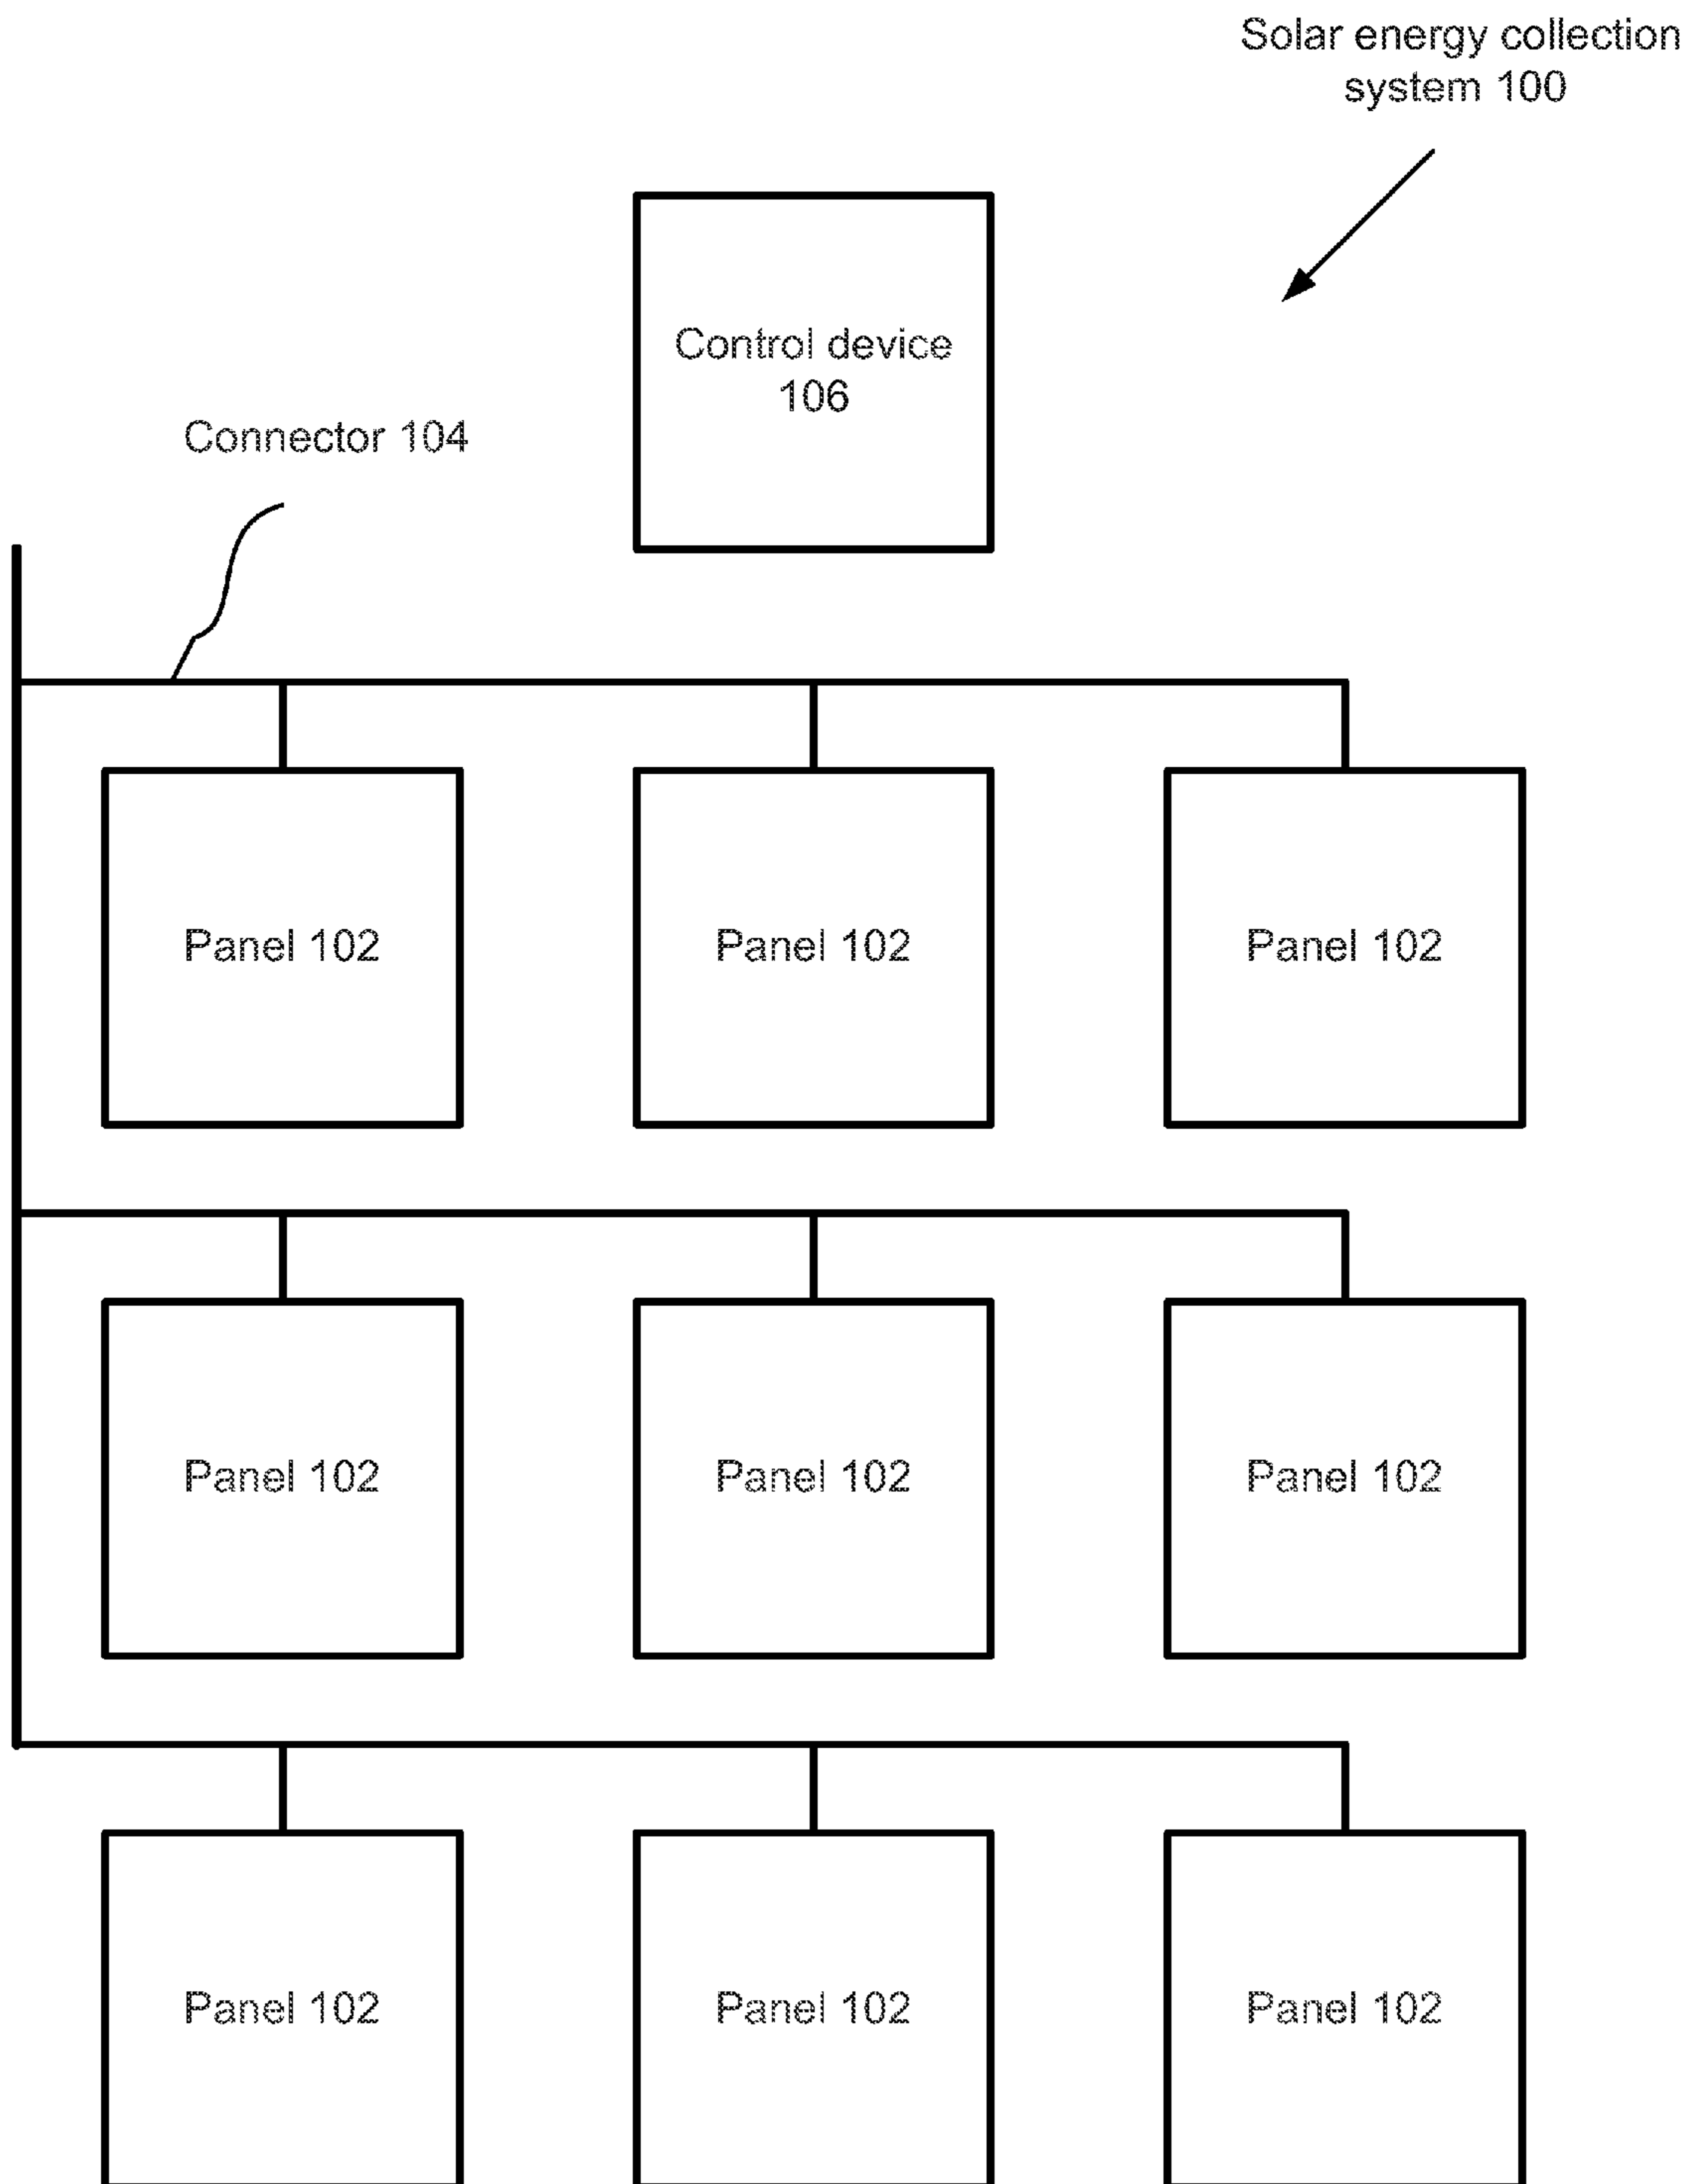 Solar energy collection
system 100
Control device
106
Connector 104
Panel 102
Panel 102
Panel 102
Panel 102
Panel 102
Panel 102
Panel 102
Panel 102
Panel 102